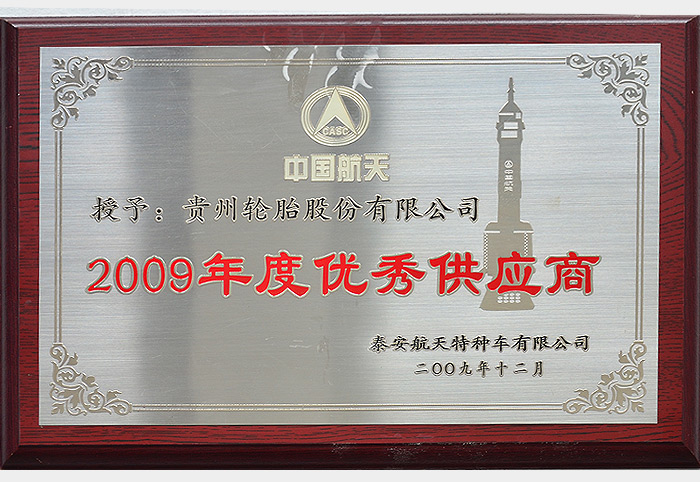 CASC
中国航天
授予：贵州轮胎股份有限公司
2009年度优秀供应商
泰安航天特种车有限公司
二〇〇九年十二月